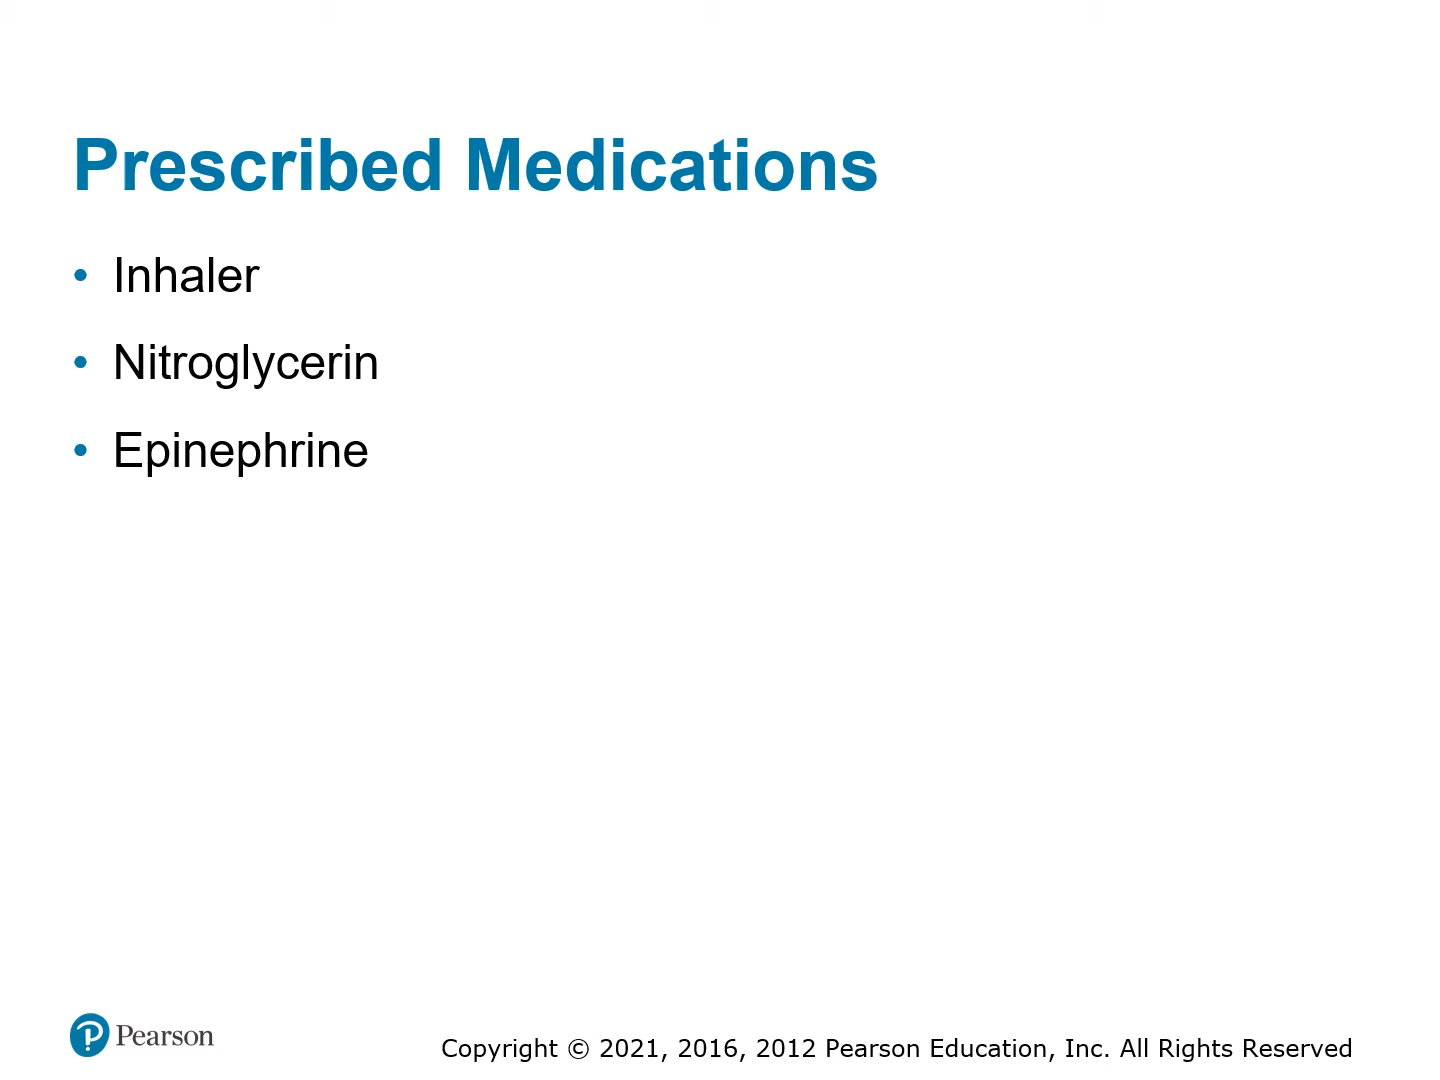 Prescribed Medications
• Inhaler
• Nitroglycerin
• Epinephrine
Pearson
Copyright © 2021, 2016, 2012 Pearson Education, Inc. All Rights Reserved